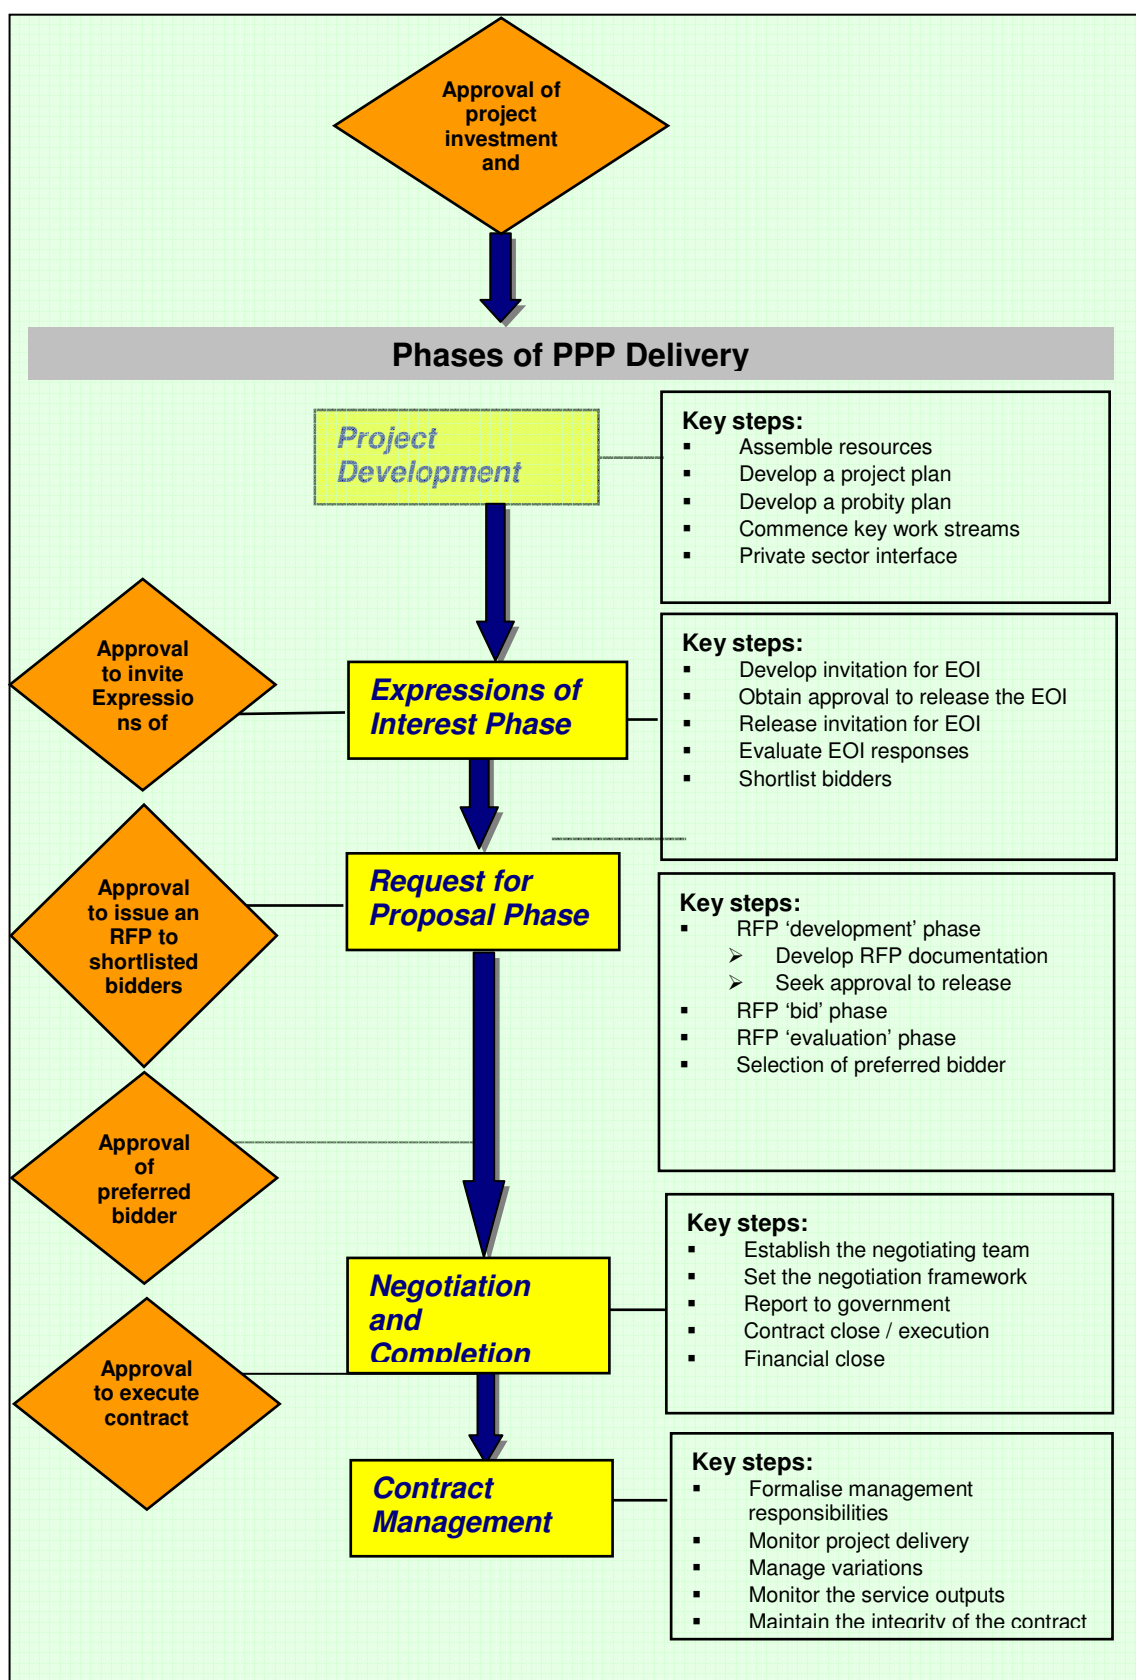 Approval of
project
investment
and
Phases of PPP Delivery
Project
Development
Key steps:
▪ Assemble resources
▪ Develop a project plan
▪ Develop a probity plan
▪ Commence key work streams
▪ Private sector interface
Approval
to invite
Expressio
ns of
Expressions of
Interest Phase
Key steps:
▪ Develop invitation for EOI
▪ Obtain approval to release the EOI
▪ Release invitation for EOI
▪ Evaluate EOI responses
▪ Shortlist bidders
Approval
to issue an
RFP to
shortlisted
bidders
Request for
Proposal Phase
Key steps:
▪ RFP ‘development’ phase
➢ Develop RFP documentation
➢ Seek approval to release
▪ RFP ‘bid’ phase
▪ RFP ‘evaluation’ phase
▪ Selection of preferred bidder
Approval
of
preferred
bidder
Negotiation
and
Completion
Key steps:
▪ Establish the negotiating team
▪ Set the negotiation framework
▪ Report to government
▪ Contract close / execution
▪ Financial close
Approval
to execute
contract
Contract
Management
Key steps:
▪ Formalise management
responsibilities
▪ Monitor project delivery
▪ Manage variations
▪ Monitor the service outputs
▪ Maintain the integrity of the contract